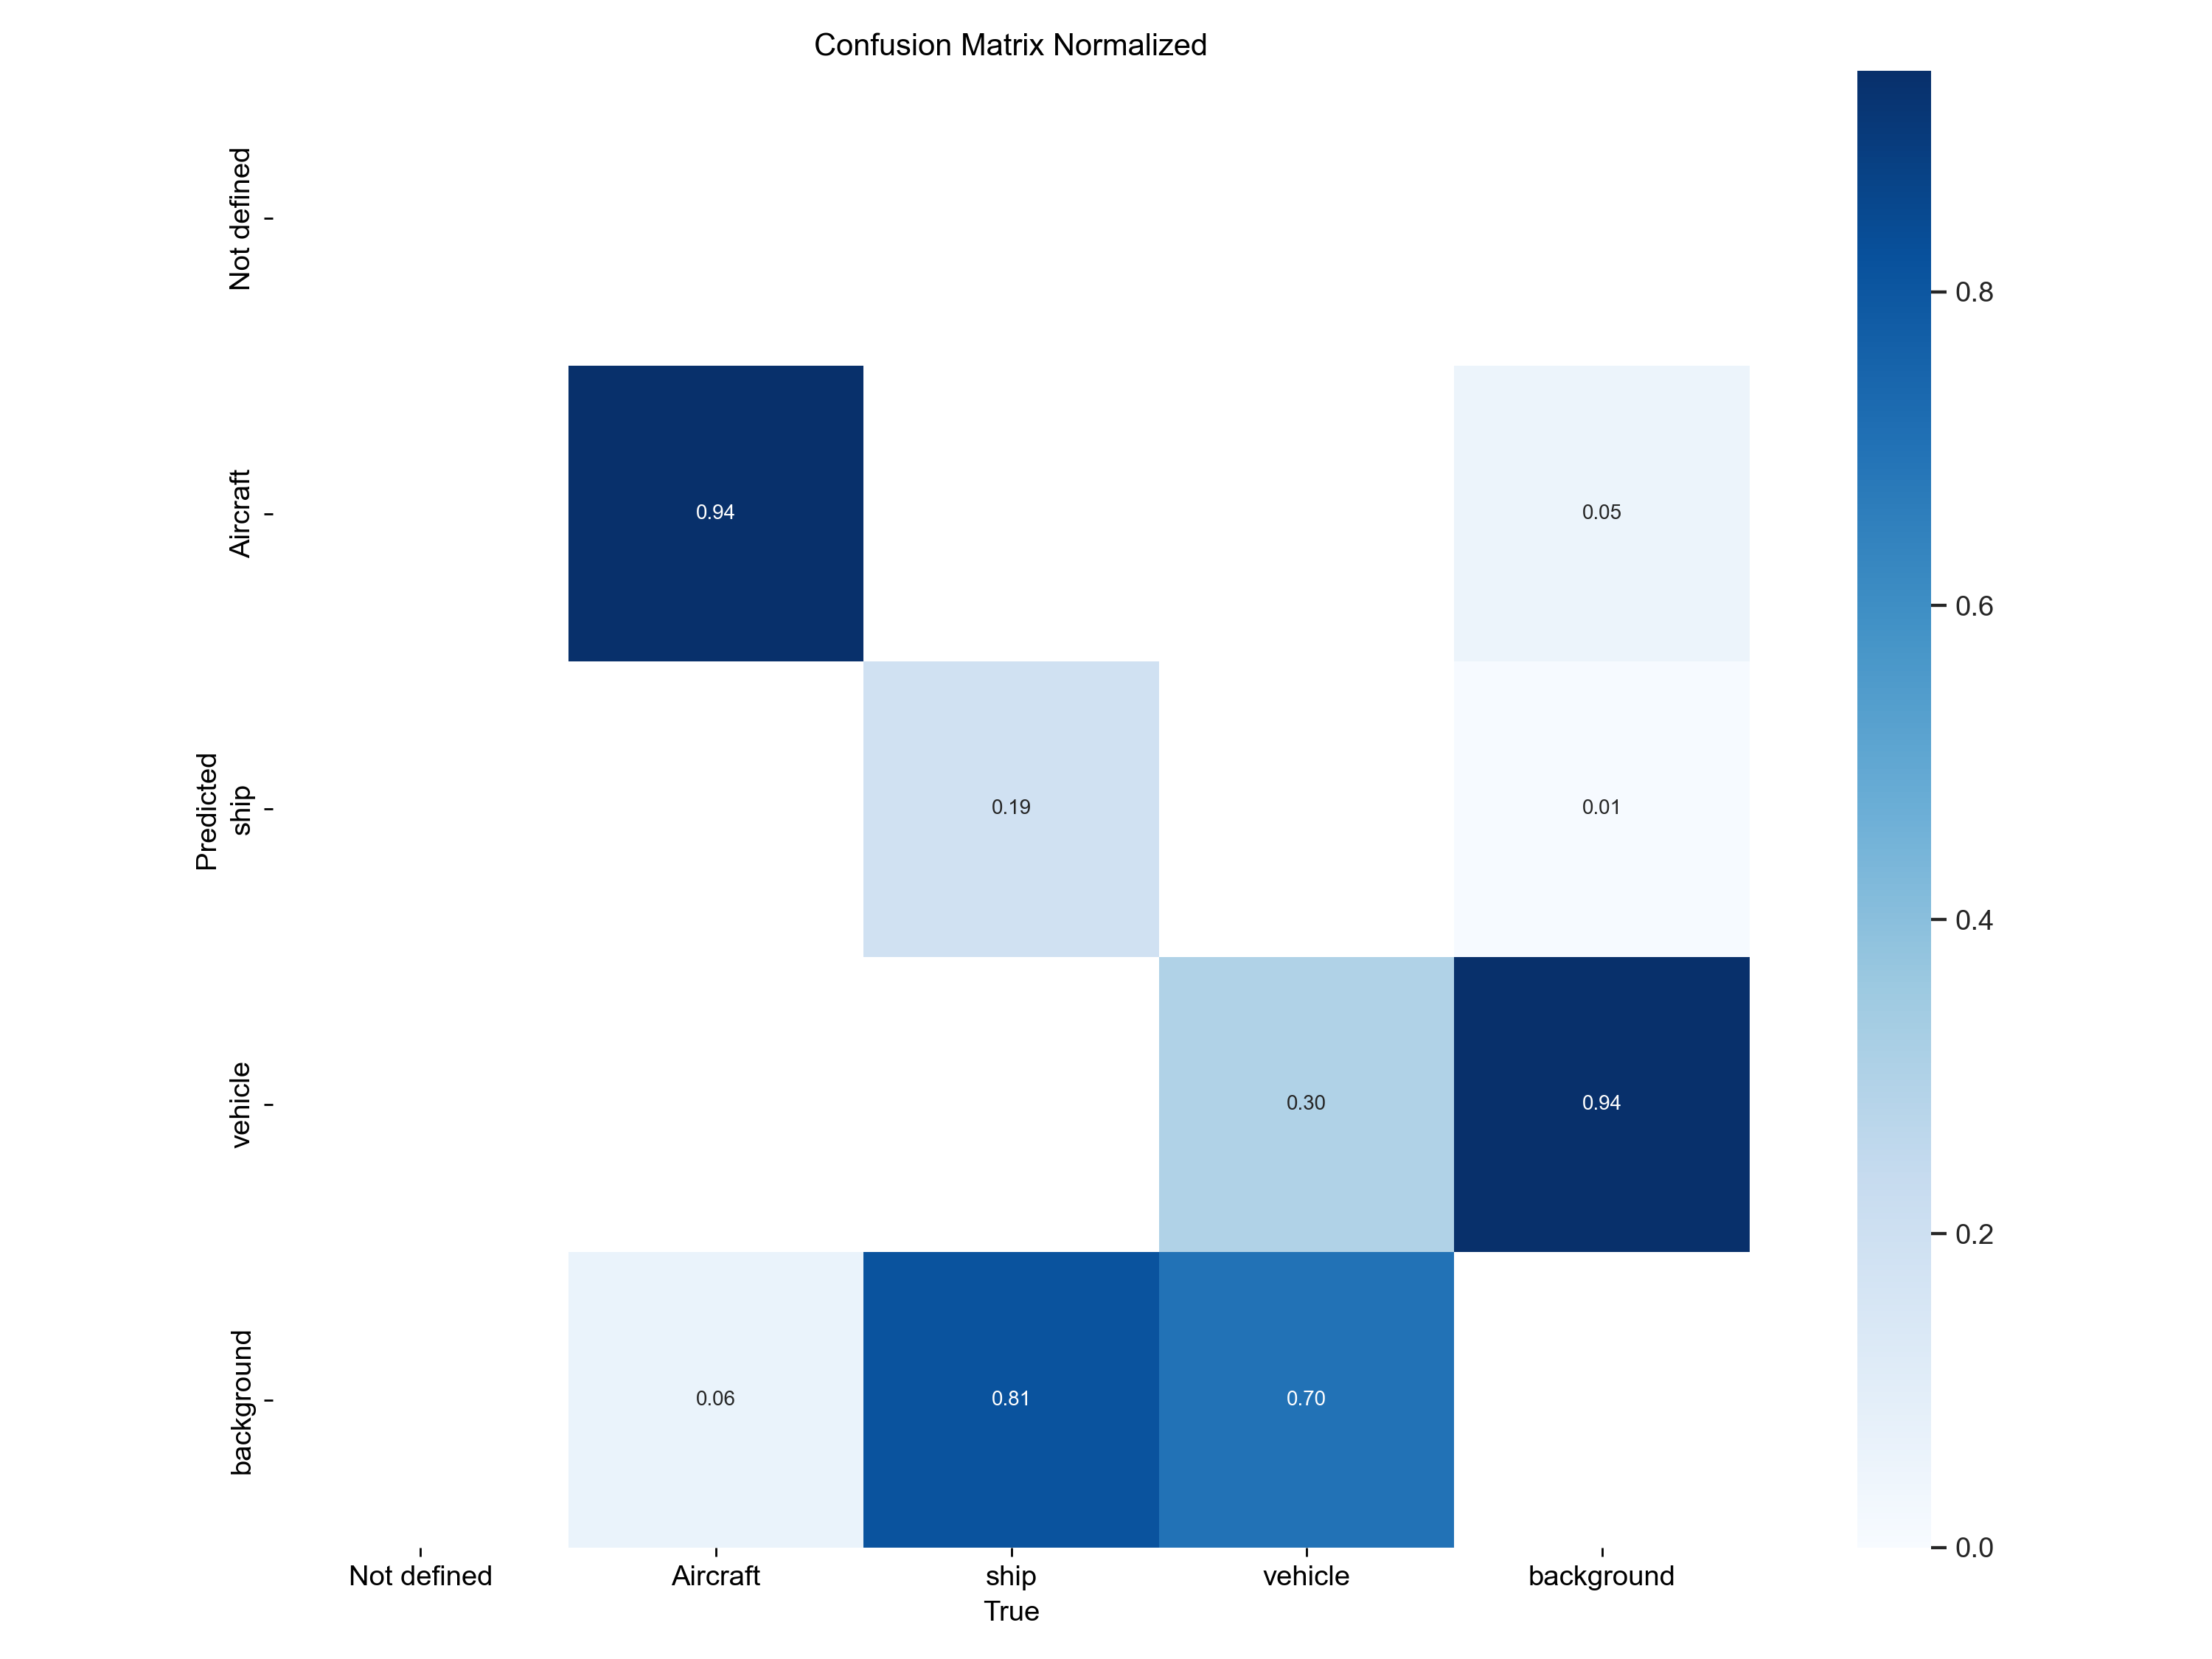 Confusion Matrix Normalized
Not defined
Aircraft
ship
vehicle
background
Predicted
0.94
0.05
0.19
0.01
0.30
0.94
0.06
0.81
0.70
Not defined
Aircraft
ship
vehicle
background
True
0.8
0.6
0.4
0.2
0.0